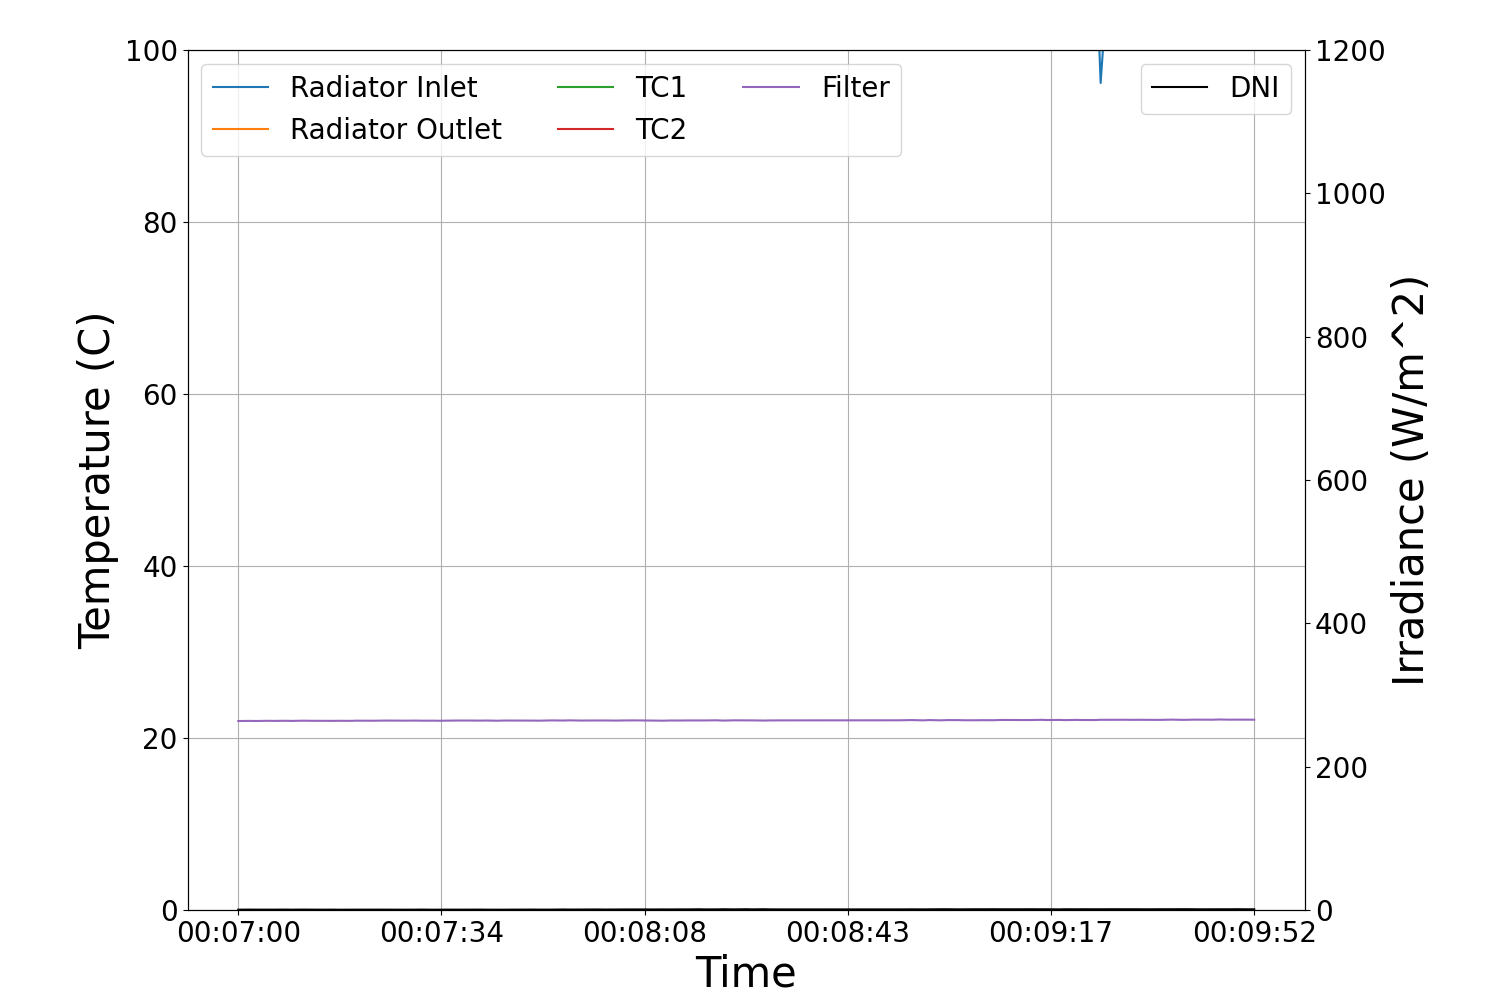 100
80
60
40
20
0
Temperature (C)
Radiator Inlet
Radiator Outlet
TC1
TC2
Filter
DNI
1200
1000
800
600
400
200
0
Irradiance (W/m^2)
00:07:00 00:07:34 00:08:08 00:08:43 00:09:17 00:09:52
Time